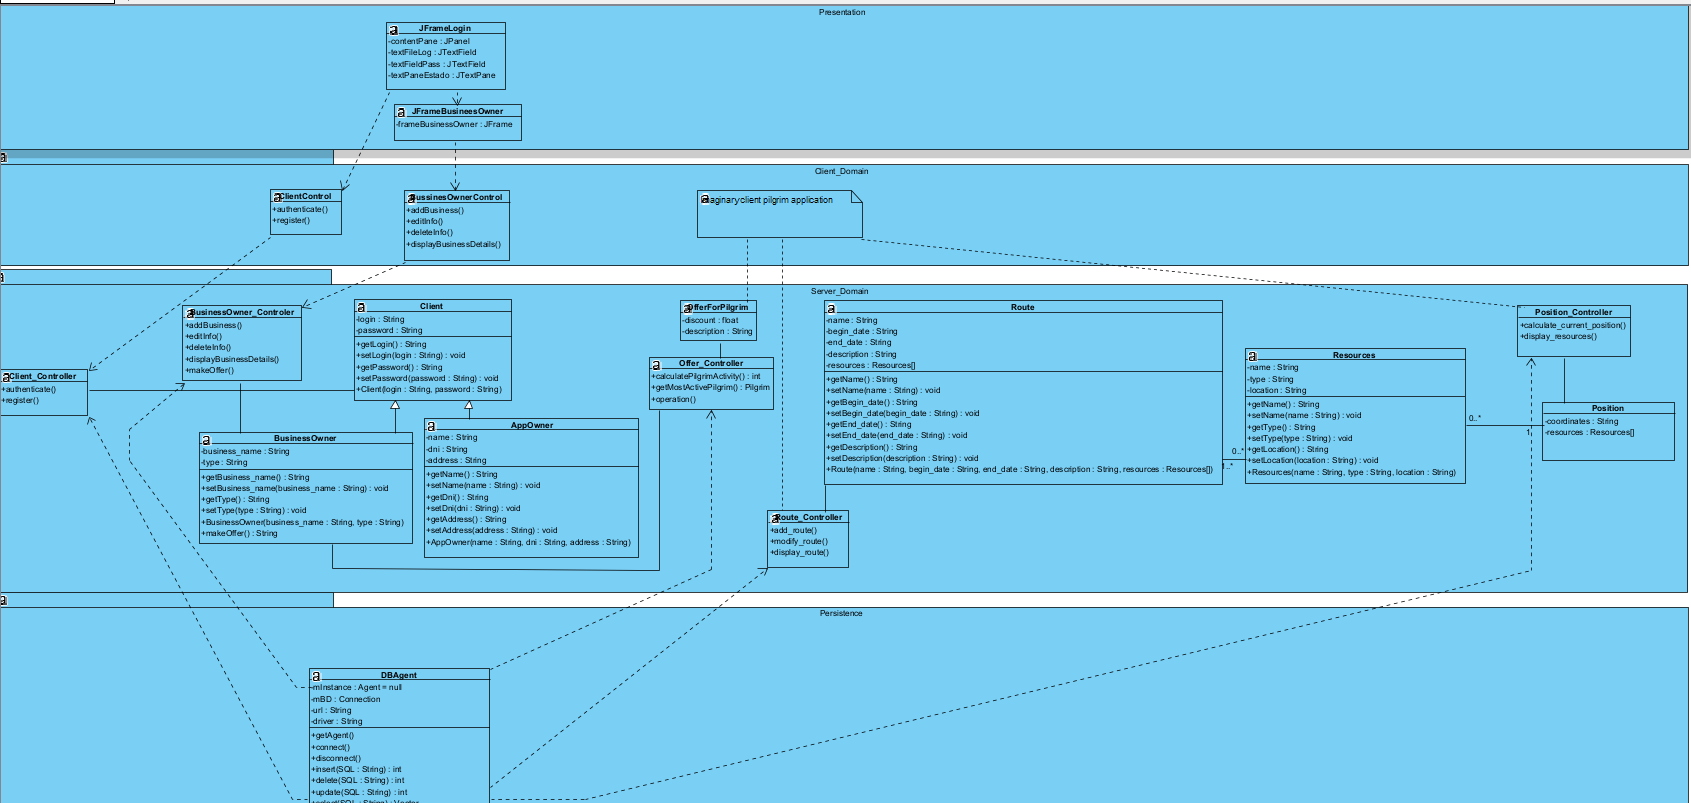 Presentation
JFrameLogin
-contentPane : JPanel
-textFileLog : JTextField
-textFieldPass : JTextField
-textPaneEstado : JTextPane
JFrameBusineesOwner
-frameBusinessOwner : JFrame
Client_Domain
ClientControl
+authenticate()
+register()
BussinesOwnerControl
+addBusiness()
+editInfo()
+deleteInfo()
+displayBusinessDetails()
imaginary client pilgrim application
Server_Domain
Client_Controller
+authenticate()
+register()
BusinessOwner_Controler
+addBusiness()
+editInfo()
+deleteInfo()
+displayBusinessDetails()
+makeOffer()
Client
-login : String
-password : String
+getLogin() : String
+setLogin(login : String) : void
+getPassword() : String
+setPassword(password : String) : void
+Client(login : String, password : String)
BusinessOwner
-business_name : String
-type : String
+getBusiness_name() : String
+setBusiness_name(business_name : String) : void
+getType() : String
+setType(type : String) : void
+BusinessOwner(business_name : String, type : String)
+makeOffer() : String
AppOwner
-name : String
-dni : String
-address : String
+getName() : String
+setName(name : String) : void
+getDni() : String
+setDni(dni : String) : void
+getAddress() : String
+setAddress(address : String) : void
+AppOwner(name : String, dni : String, address : String)
OfferForPilgrim
-discount : float
-description : String
Offer_Controller
+calculatePilgrimActivity() : int
+getMostActivePilgrim() : Pilgrim
+operation()
Route
-name : String
-begin_date : String
-end_date : String
-description : String
-resources : Resources[]
+getName() : String
+setName(name : String) : void
+getBegin_date() : String
+setBegin_date(begin_date : String) : void
+getEnd_date() : String
+setEnd_date(end_date : String) : void
+getDescription() : String
+setDescription(description : String) : void
+Route(name : String, begin_date : String, end_date : String, description : String, resources : Resources[])
0..*
1..*
Route_Controller
+add_route()
+modify_route()
+display_route()
Resources
-name : String
-type : String
-location : String
+getName() : String
+setName(name : String) : void
+getType() : String
+setType(type : String) : void
+getLocation() : String
+setLocation(location : String) : void
+Resources(name : String, type : String, location : String)
0..*
1
Position_Controller
+calculate_current_position()
+display_resources()
Position
-coordinates : String
-resources : Resources[]
Persistence
DBAgent
-mInstance : Agent = null
-mBD : Connection
-url : String
-driver : String
+getAgent()
+connect()
+disconnect()
+insert(SQL : String) : int
+delete(SQL : String) : int
+update(SQL : String) : int
+select(SQL : String) : Vector